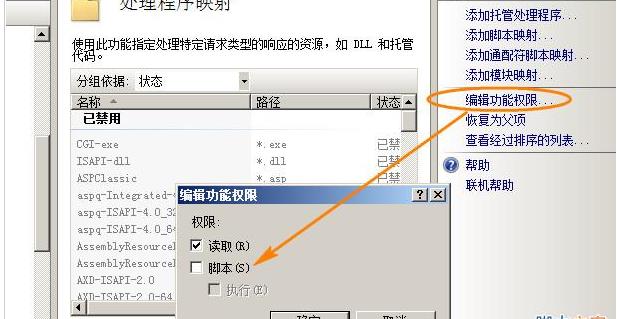 处理程序映射
使用此功能指定处理特定请求类型的响应的资源，如 DLL 和托管
代码。
分组依据: 状态
名称 路径 状态
已禁用
CGI-exe *.exe 已禁
ISAPI-dll *.dll 已禁
ASPClassic *.asp 已禁
aspq-Integrated-
aspq-ISAPI-4.0_32
aspq-ISAPI-4.0_64
AssemblyResourceL
AssemblyResource
AXD-ISAPI-2.0
AXD-ISAPI-2.0-64
编辑功能权限
权限:
读取(R)
脚本(S)
执行(E)
确定 取消
添加托管处理程序...
添加脚本映射...
添加通配符脚本映射...
添加模块映射...
编辑功能权限...
恢复为父项
查看经过排序的列表...
帮助
联机帮助